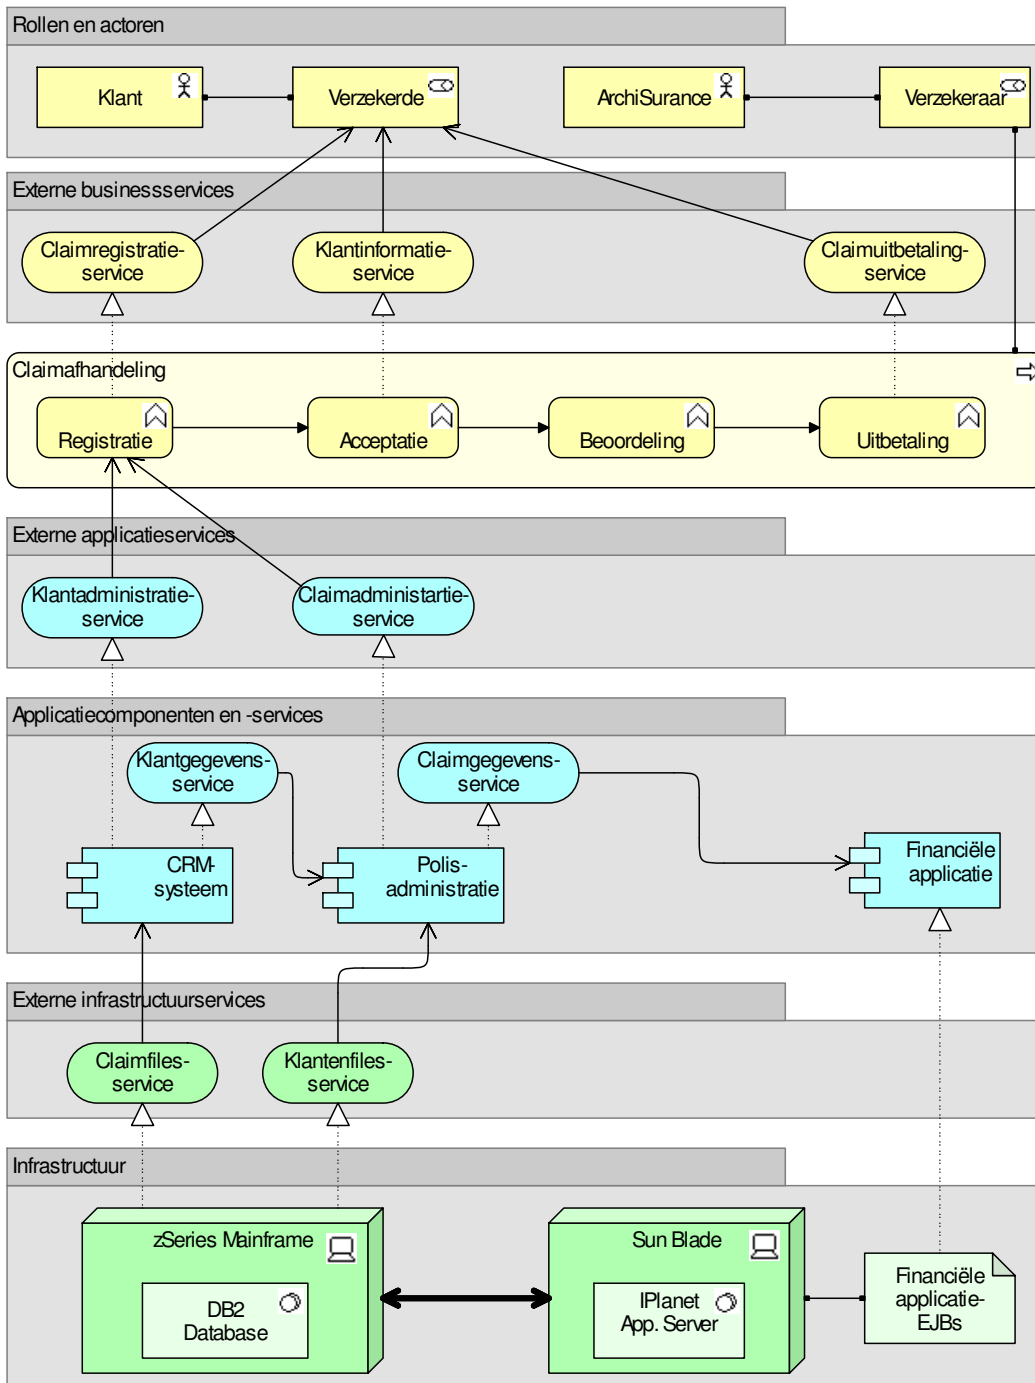 Rollen en actoren
Klant
Verzekerde
ArchiSurance
Verzekeraar
Externe businessservices
Claimregistratie-
service
Klantinformatie-
service
Claimuitbetaling-
service
Claimafhandeling
Registratie
Acceptatie
Beoordeling
Uitbetaling
Externe applicatieservices
Klantadministratie-
service
Claimadministartie-
service
Applicatiecomponenten en -services
Klantgegevens-
service
Claimgegevens-
service
CRM-
systeem
Polis-
administratie
Financiële
applicatie
Externe infrastructuurservices
Claimfiles-
service
Klantenfiles-
service
Infrastructuur
zSeries Mainframe
DB2
Database
Sun Blade
IPlanet
App. Server
Financiële
applicatie-
EJBs